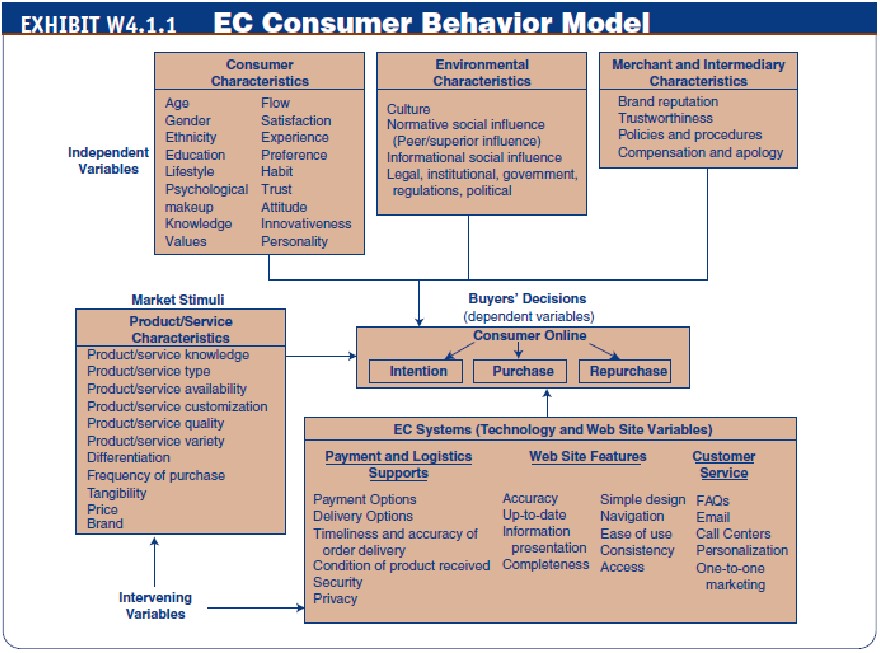 EXHIBIT W4.1.1 EC Consumer Behavior Model
Consumer
Characteristics
Age
Gender
Ethnicity
Education
Lifestyle
Psychological
makeup
Knowledge
Values
Flow
Satisfaction
Experience
Preference
Habit
Trust
Attitude
Innovativeness
Personality
Environmental
Characteristics
Culture
Normative social influence
(Peer/superior influence)
Informational social influence
Legal, institutional, government,
regulations, political
Merchant and Intermediary
Characteristics
Brand reputation
Trustworthiness
Policies and procedures
Compensation and apology
Independent
Variables
Market Stimuli
Product/Service
Characteristics
Product/service knowledge
Product/service type
Product/service availability
Product/service customization
Product/service quality
Product/service variety
Differentiation
Frequency of purchase
Tangibility
Price
Brand
Buyers' Decisions
(dependent variables)
Consumer Online
Intention
Purchase
Repurchase
EC Systems (Technology and Web Site Variables)
Payment and Logistics
Supports
Payment Options
Delivery Options
Timeliness and accuracy of
order delivery
Condition of product received
Security
Privacy
Web Site Features
Accuracy
Up-to-date
Information
presentation
Completeness
Simple design
Navigation
Ease of use
Consistency
Access
Customer
Service
FAQs
Email
Call Centers
Personalization
One-to-one
marketing
Intervening
Variables